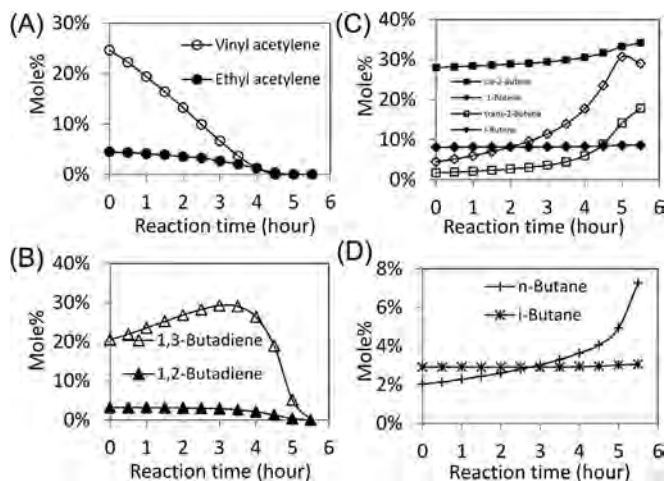 (A)
30%
20%
10%
0%
Mole%
Vinyl acetylene
Ethyl acetylene
0 1 2 3 4 5 6
Reaction time (hour)
(B)
40%
30%
20%
10%
0%
Mole%
1,3-Butadiene
1,2-Butadiene
0 1 2 3 4 5 6
Reaction time (hour)
(C)
40%
30%
20%
10%
0%
Mole%
cis-2-Butene
1-Butene
trans-2-Butene
i-Butene
0 1 2 3 4 5 6
Reaction time (hour)
(D)
8%
6%
4%
2%
0%
Mole%
n-Butane
i-Butane
0 1 2 3 4 5 6
Reaction time (hour)